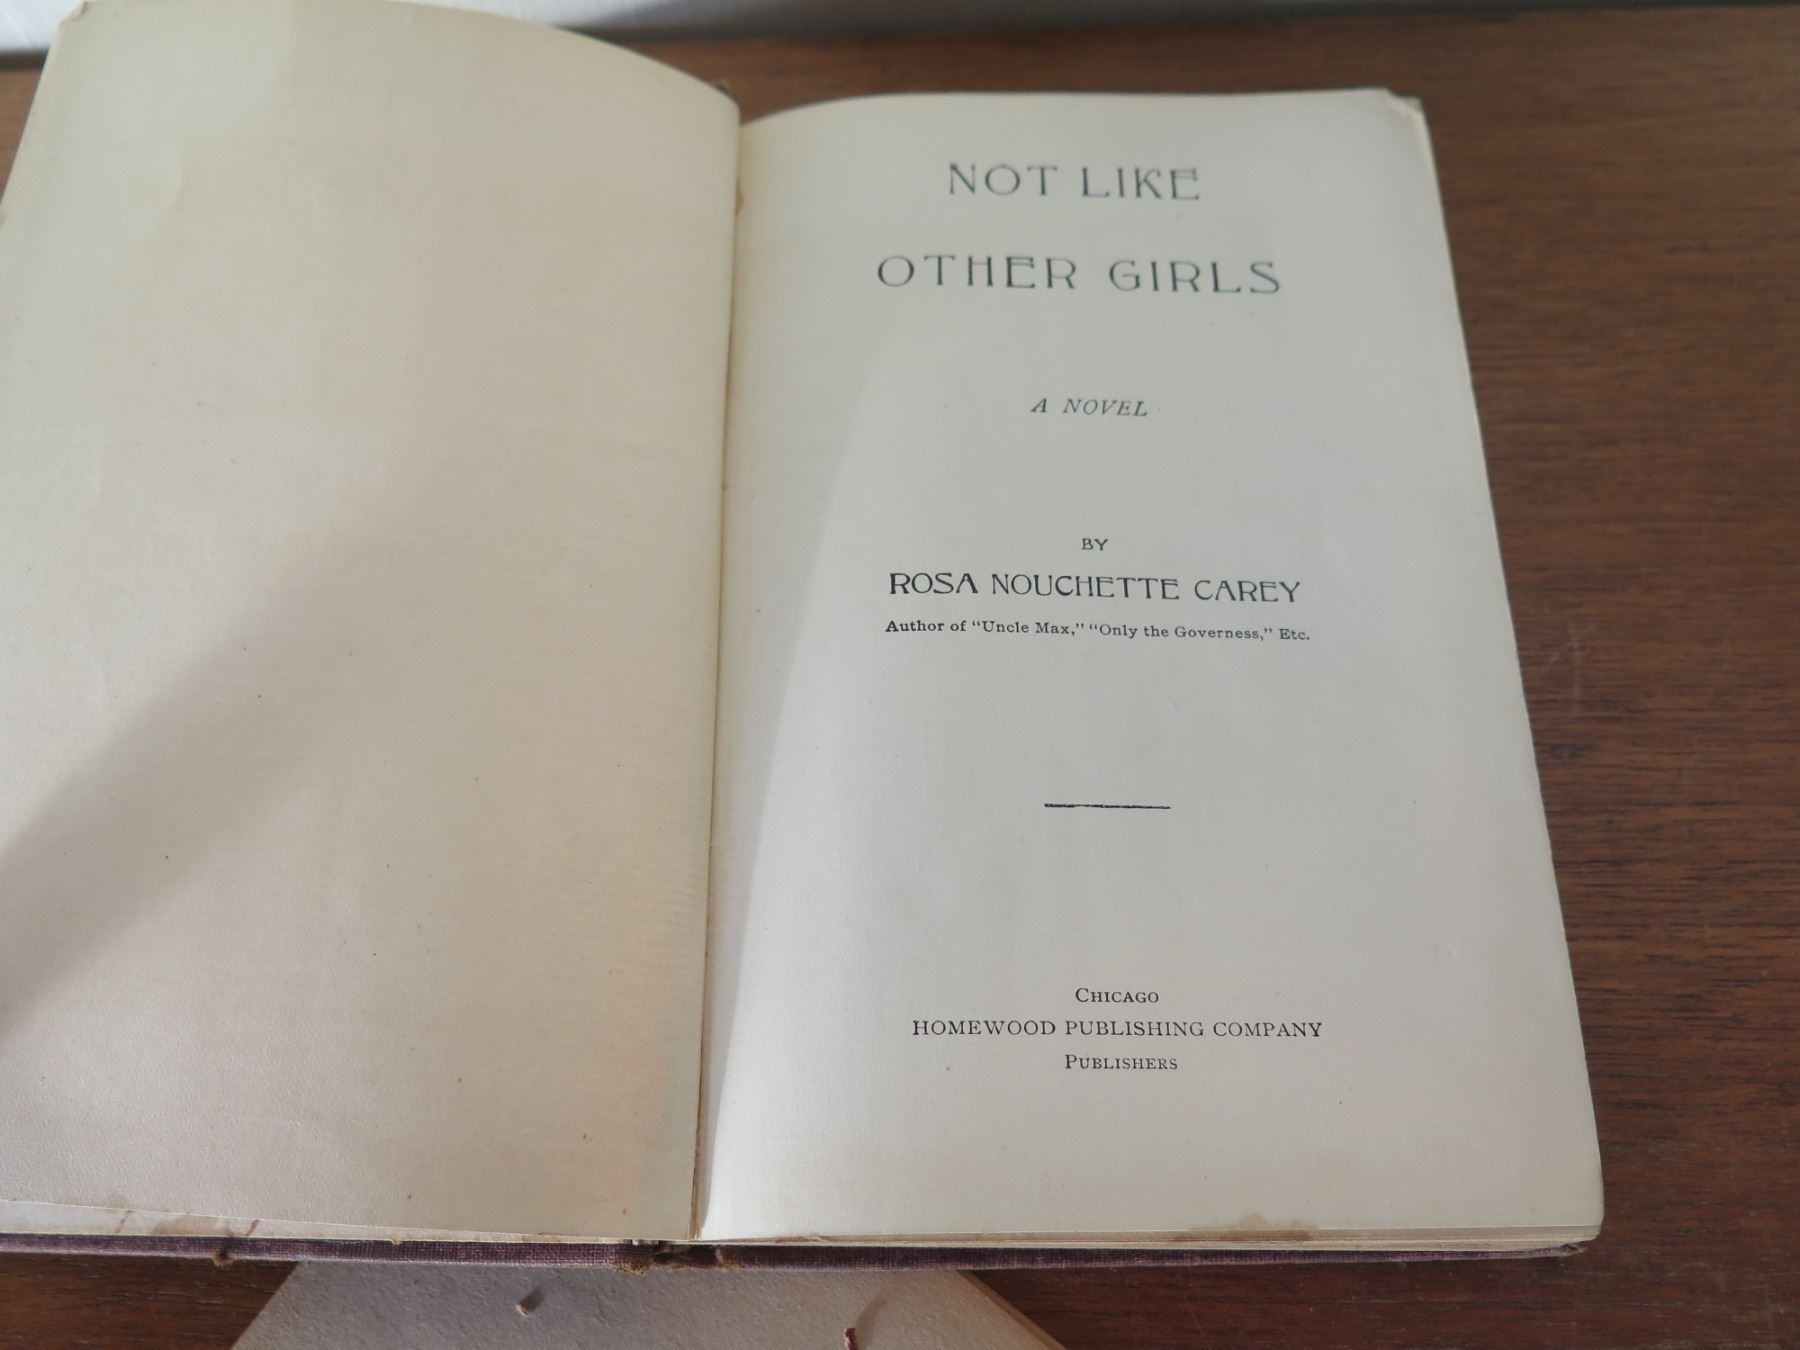 NOT LIKE
OTHER GIRLS
A NOVEL
BY
ROSA NOUCHETTE CAREY
Author of "Uncle Max," "Only the Governess," Etc.
CHICAGO
HOMEWOOD PUBLISHING COMPANY
PUBLISHERS